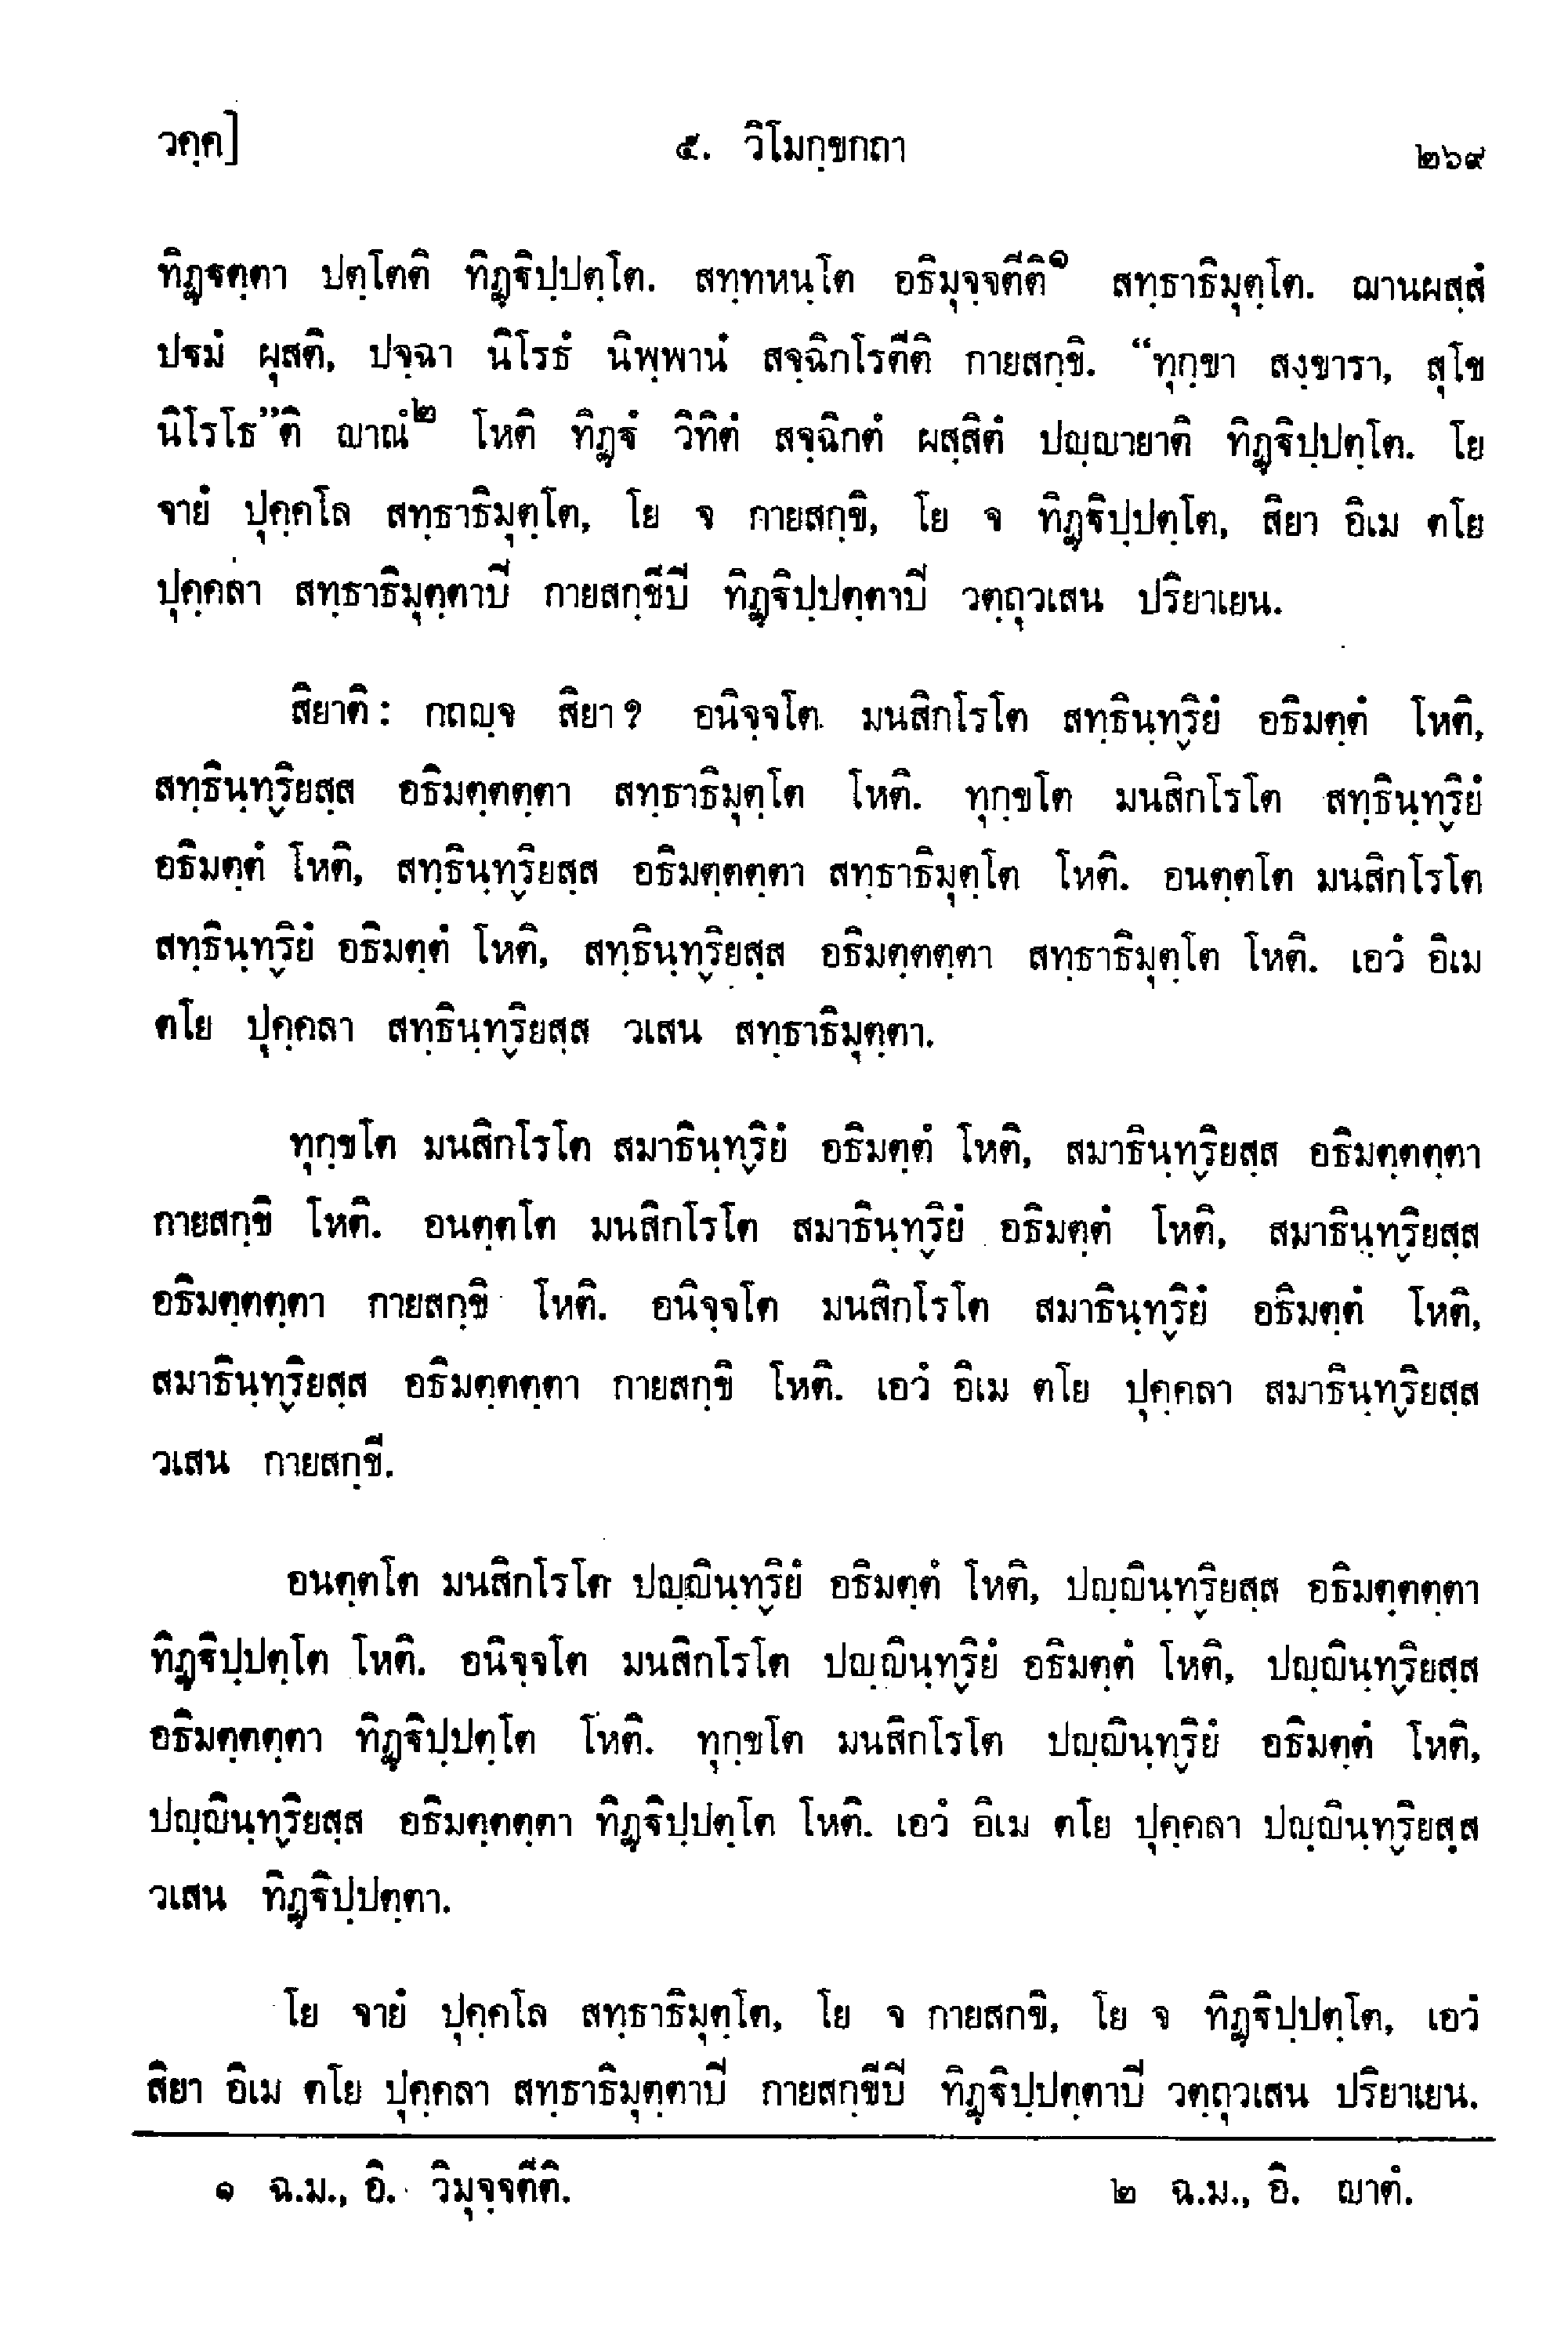 วคฺค]
๕. วิโมกฺขกถา
๒๖๙
ทิฏฺฐตฺตา ปตฺโตติ ทิฏฺฐิปฺปตฺโต. สทฺทหนฺโต อธิมุจฺจตีติ๑ สทฺธาธิมุตฺโต. ฌานผสฺสํ
ปฐมํ ผุสติ, ปจฺฉา นิโรธํ นิพฺพานํ สจฺฉิกโรตีติ กายสกฺขิ. “ทุกฺขา สงฺขารา, สุโข
นิโรโธ”ติ ญาณํ๒ โหติ ทิฏฺฐํ วิทิตํ สจฺฉิกตํ ผสฺสิตํ ปญฺญายาติ ทิฏฺฐิปฺปตฺโต. โย
จายํ ปุคฺคโล สทฺธาธิมุตฺโต, โย จ กายสกฺขิ, โย จ ทิฏฺฐิปฺปตฺโต, สิยา อิเม ตโย
ปุคฺคลา สทฺธาธิมุตฺตาปี กายสกฺขีปี ทิฏฺฐิปฺปตฺตาปี วตฺถุวเสน ปริยาเยน.
สิยาติ: กถญฺจ สิยา? อนิจฺจโต มนสิกโรโต สทฺธินฺทฺริยํ อธิมตฺตํ โหติ,
สทฺธินฺทฺริยสฺส อธิมตฺตตฺตา สทฺธาธิมุตฺโต โหติ. ทุกฺขโต มนสิกโรโต สทฺธินฺทฺริยํ
อธิมตฺตํ โหติ, สทฺธินฺทฺริยสฺส อธิมตฺตตฺตา สทฺธาธิมุตฺโต โหติ. อนตฺตโต มนสิกโรโต
สทฺธินฺทฺริยํ อธิมตฺตํ โหติ, สทฺธินฺทฺริยสฺส อธิมตฺตตฺตา สทฺธาธิมุตฺโต โหติ. เอวํ อิเม
ตโย ปุคฺคลา สทฺธินฺทฺริยสฺส วเสน สทฺธาธิมุตฺตา.
ทุกฺขโต มนสิกโรโต สมาธินฺทฺริยํ อธิมตฺตํ โหติ, สมาธินฺทฺริยสฺส อธิมตฺตตฺตา
กายสกฺขิ โหติ. อนตฺตโต มนสิกโรโต สมาธินฺทฺริยํ อธิมตฺตํ โหติ, สมาธินฺทฺริยสฺส
อธิมตฺตตฺตา กายสกฺขิ โหติ. อนิจฺจโต มนสิกโรโต สมาธินฺทฺริยํ อธิมตฺตํ โหติ,
สมาธินฺทฺริยสฺส อธิมตฺตตฺตา กายสกฺขิ โหติ. เอวํ อิเม ตโย ปุคฺคลา สมาธินฺทฺริยสฺส
วเสน กายสกฺขี.
อนตฺตโต มนสิกโรโต ปญฺญินฺทฺริยํ อธิมตฺตํ โหติ, ปญฺญินฺทฺริยสฺส อธิมตฺตตฺตา
ทิฏฺฐิปฺปตฺโต โหติ. อนิจฺจโต มนสิกโรโต ปญฺญินฺทฺริยํ อธิมตฺตํ โหติ, ปญฺญินฺทฺริยสฺส
อธิมตฺตตฺตา ทิฏฺฐิปฺปตฺโต โหติ. ทุกฺขโต มนสิกโรโต ปญฺญินฺทฺริยํ อธิมตฺตํ โหติ,
ปญฺญินฺทฺริยสฺส อธิมตฺตตฺตา ทิฏฺฐิปฺปตฺโต โหติ. เอวํ อิเม ตโย ปุคฺคลา ปญฺญินฺทฺริยสฺส
วเสน ทิฏฺฐิปฺปตฺตา.
โย จายํ ปุคฺคโล สทฺธาธิมุตฺโต, โย จ กายสกขิ, โย จ ทิฏฺฐิปฺปตฺโต, เอวํ
สิยา อิเม ตโย ปุคฺคลา สทฺธาธิมุตฺตาปี กายสกฺขีปี ทิฏฺฐิปฺปตฺตาปี วตฺถุวเสน ปริยาเยน.
๑ ฉ.ม., อิ. วิมุจฺจตีติ.
๒ ฉ.ม., อิ. ญาตํ.